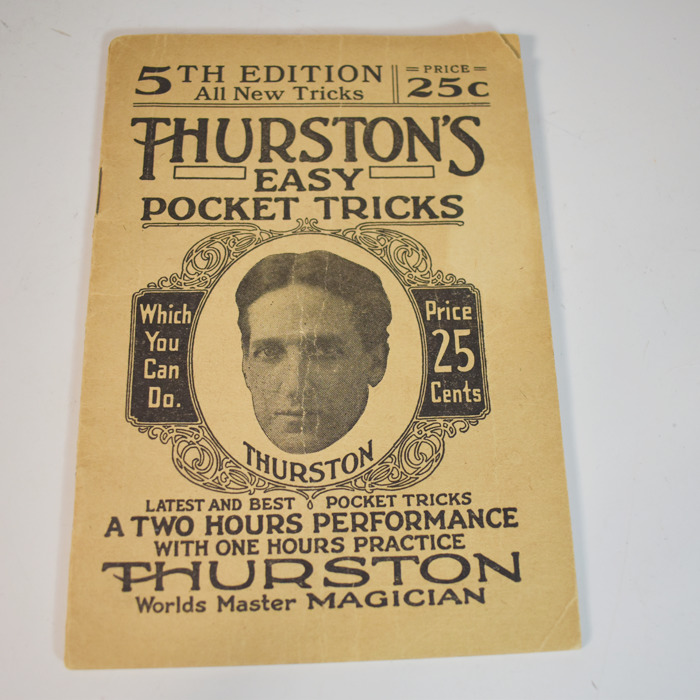 5TH EDITION
All New Tricks
= PRICE =
25c
THURSTON'S
EASY
POCKET TRICKS
Which
You
Can
Do.
Price
25
Cents
THURSTON
LATEST AND BEST POCKET TRICKS
A TWO HOURS PERFORMANCE
WITH ONE HOURS PRACTICE
THURSTON
Worlds Master MAGICIAN